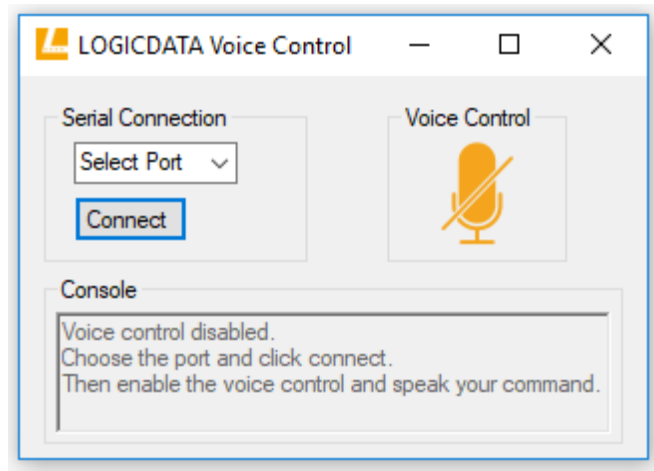 LOGICDATA Voice Control
Serial Connection
Select Port
Connect
Voice Control
Console
Voice control disabled.
Choose the port and click connect.
Then enable the voice control and speak your command.